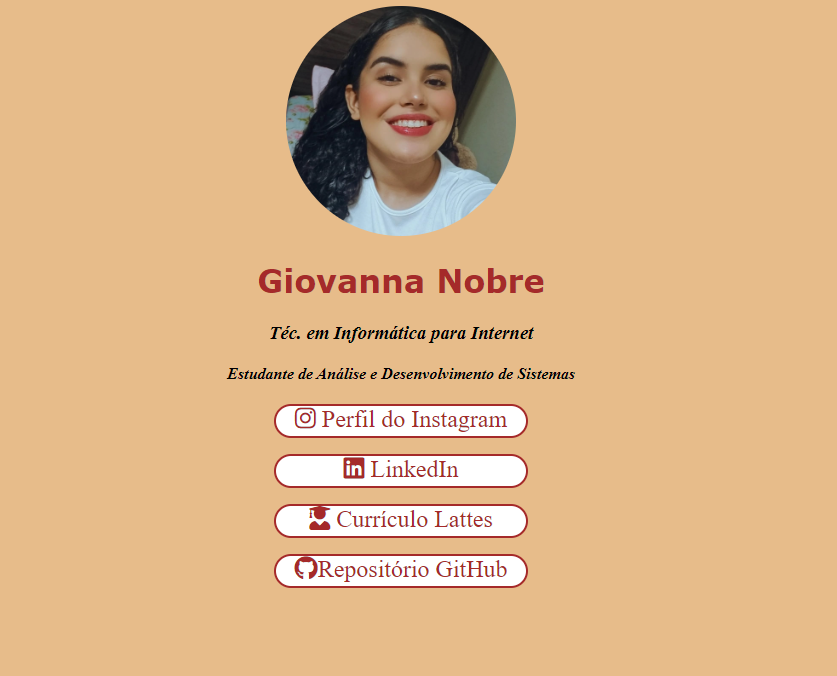 Giovanna Nobre
Téc. em Informática para Internet
Estudante de Análise e Desenvolvimento de Sistemas
Perfil do Instagram
LinkedIn
Currículo Lattes
Repositório GitHub